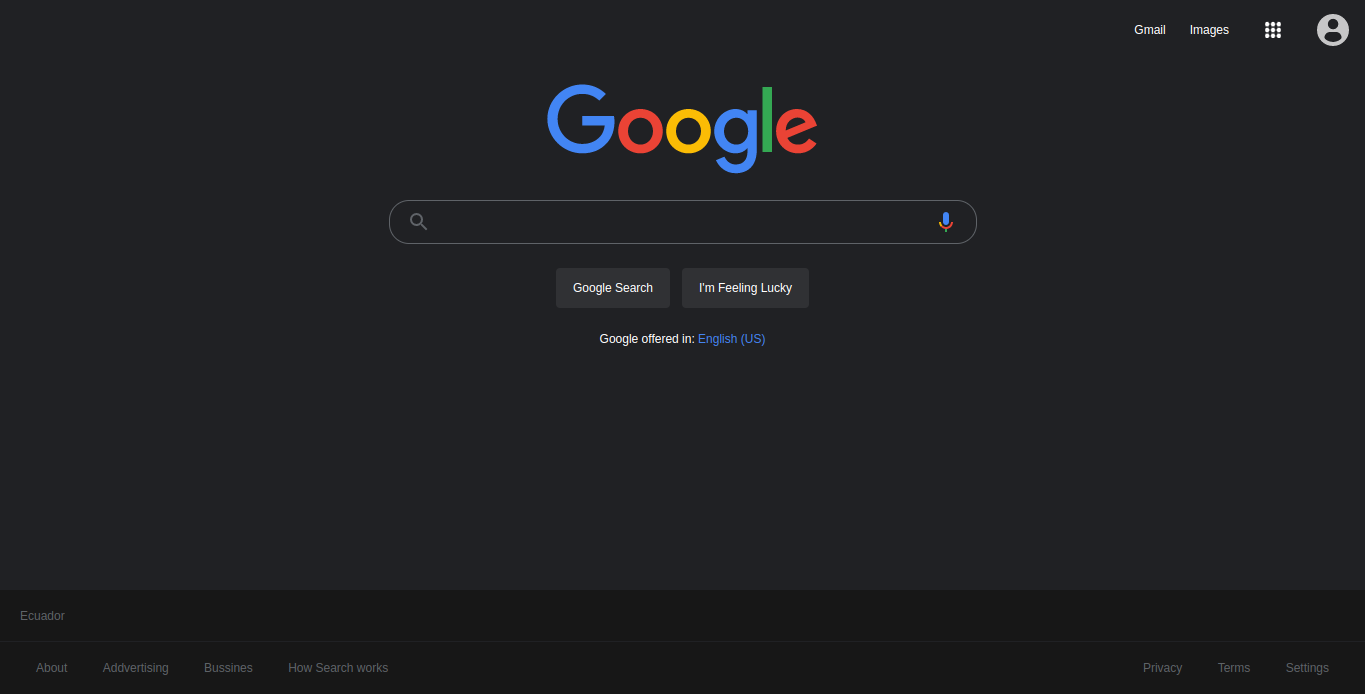 Gmail Images
Google
Google Search I'm Feeling Lucky
Google offered in: English (US)
Ecuador
About Addvertising Bussines How Search works Privacy Terms Settings